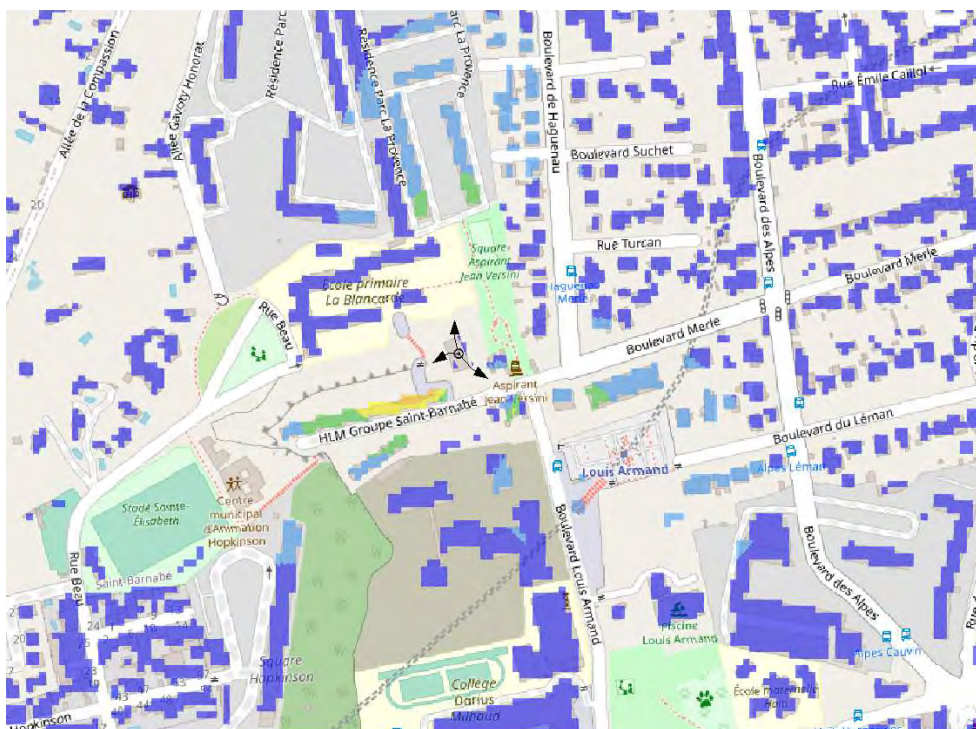 Allée de la Compassion
Allée Gavoty Honorat
Résidence Parc
Résidence Parc La Provence
Parc La Provence
Boulevard de Haguenau
Rue Émile Caillol
Boulevard Suchet
Boulevard des Alpes
20
Rue Turcan
Square
Aspirant
Jean Versini
École primaire
La Blancarde
Haguenau
Merle
Boulevard Merle
Boulevard Merle
Rue Beau
Aspirant
Jean Versini
HLM Groupe Saint-Barnabé
Boulevard du Léman
Louis Armand
Alpes Léman
Stade Sainte-
Élisabeth
Centre
municipal
d'Animation
Hopkinson
Rue Beau
Saint-Barnabé
Boulevard Louis Armand
Boulevard des Alpes
Piscine
Louis Armand
Alpes Cauvin
Square
Hopkinson
Collège
Darius
Milhaud
École maternelle
Hopkinson